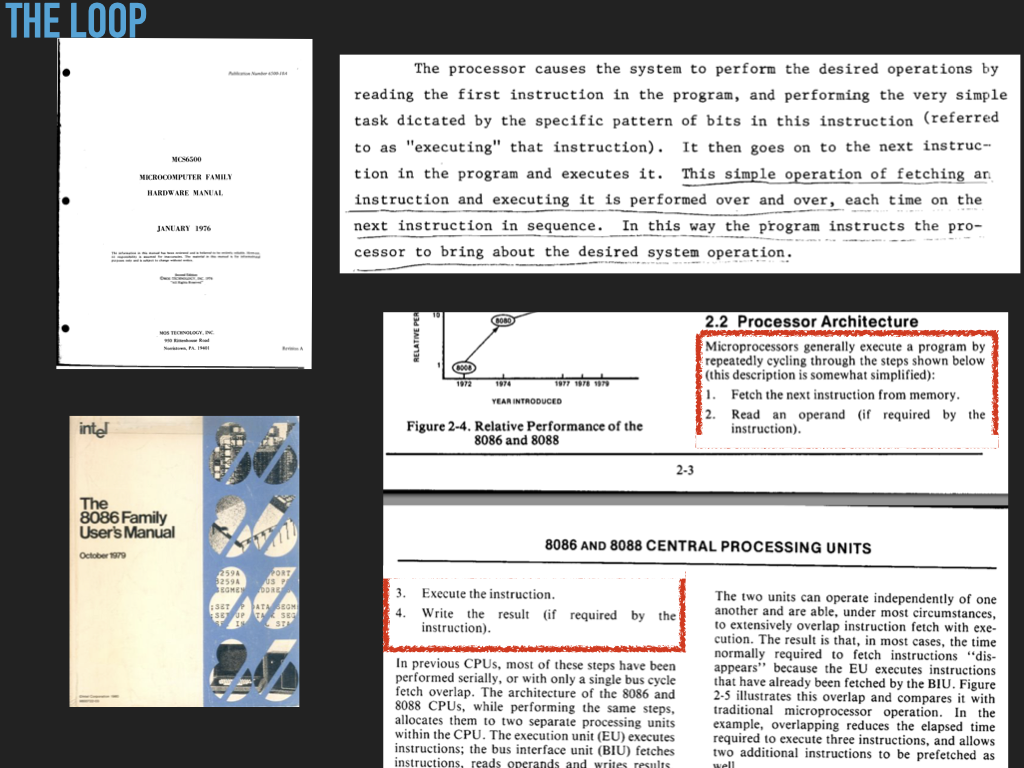 THE LOOP
Publication Number 6500-10A
MCS6500
MICROCOMPUTER FAMILY
HARDWARE MANUAL
JANUARY 1976
MOS TECHNOLOGY, INC.
950 Rittenhouse Road
Norristown, PA. 19401
Revision A
The processor causes the system to perform the desired operations by
reading the first instruction in the program, and performing the very simple
task dictated by the specific pattern of bits in this instruction (referred
to as "executing" that instruction). It then goes on to the next instruc-
tion in the program and executes it. This simple operation of fetching an
instruction and executing it is performed over and over, each time on the
next instruction in sequence. In this way the program instructs the pro-
cessor to bring about the desired system operation.
intel
The
8086 Family
User's Manual
October 1979
RELATIVE PER
10
1
8080
8008
1972 1974 1977 1978 1979
YEAR INTRODUCED
Figure 2-4. Relative Performance of the
8086 and 8088
2.2 Processor Architecture
Microprocessors generally execute a program by
repeatedly cycling through the steps shown below
(this description is somewhat simplified):
1. Fetch the next instruction from memory.
2. Read an operand (if required by the
instruction).
2-3
8086 AND 8088 CENTRAL PROCESSING UNITS
3. Execute the instruction.
4. Write the result (if required by the
instruction).
In previous CPUs, most of these steps have been
performed serially, or with only a single bus cycle
fetch overlap. The architecture of the 8086 and
8088 CPUs, while performing the same steps,
allocates them to two separate processing units
within the CPU. The execution unit (EU) executes
instructions; the bus interface unit (BIU) fetches
instructions, reads operands and writes results.
The two units can operate independently of one
another and are able, under most circumstances,
to extensively overlap instruction fetch with exe-
cution. The result is that, in most cases, the time
normally required to fetch instructions "dis-
appears" because the EU executes instructions
that have already been fetched by the BIU. Figure
2-5 illustrates this overlap and compares it with
traditional microprocessor operation. In the
example, overlapping reduces the elapsed time
required to execute three instructions, and allows
two additional instructions to be prefetched as
well.